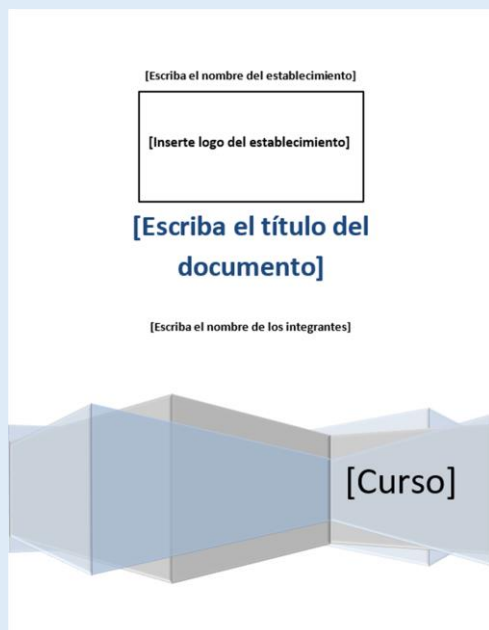 [Escriba el nombre del establecimiento]
[Inserte logo del establecimiento]
[Escriba el título del
documento]
[Escriba el nombre de los integrantes]
[Curso]